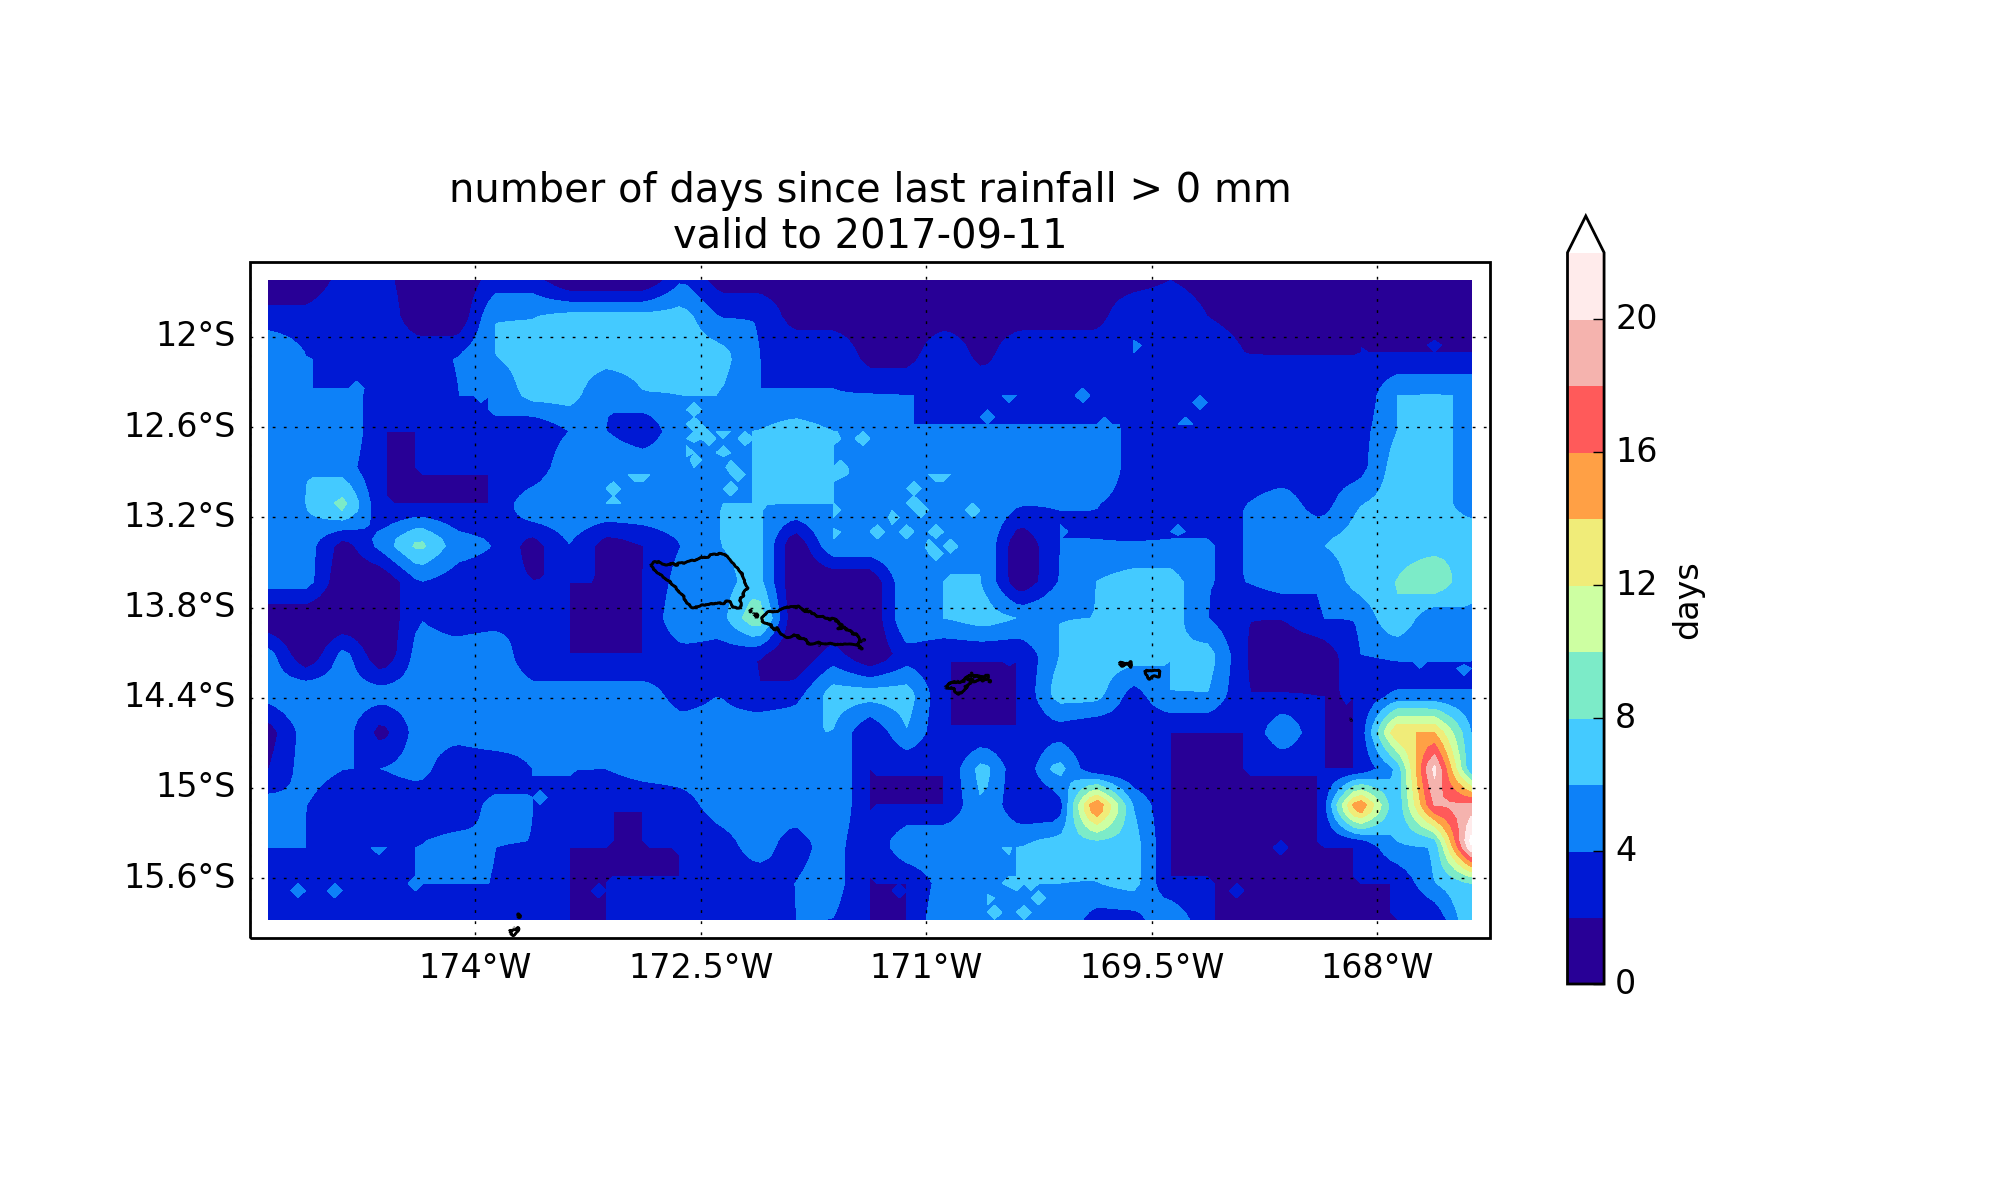 number of days since last rainfall > 0 mm
valid to 2017-09-11
12°S
12.6°S
13.2°S
13.8°S
14.4°S
15°S
15.6°S
174°W 172.5°W 171°W 169.5°W 168°W
20
16
12
8
4
0
days